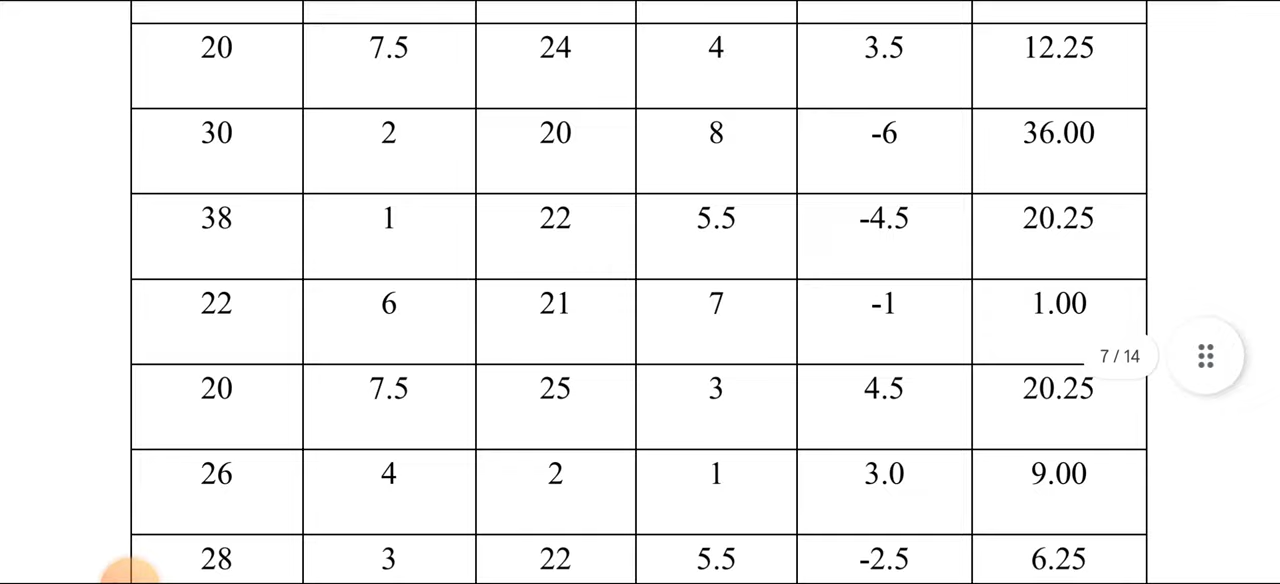 20 7.5 24 4 3.5 12.25
30 2 20 8 -6 36.00
38 1 22 5.5 -4.5 20.25
22 6 21 7 -1 1.00
7 / 14
20 7.5 25 3 4.5 20.25
26 4 2 1 3.0 9.00
28 3 22 5.5 -2.5 6.25